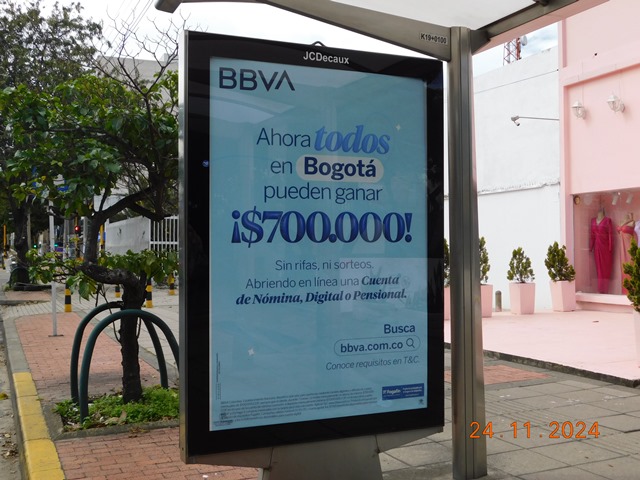 K19+0100
JCDecaux
BBVA
Ahora todos
en Bogotá
pueden ganar
¡$700.000!
Sin rifas, ni sorteos.
Abriendo en línea una Cuenta
de Nómina, Digital o Pensional.
Busca
bbva.com.co
Conoce requisitos en T&C.
24.11.2024